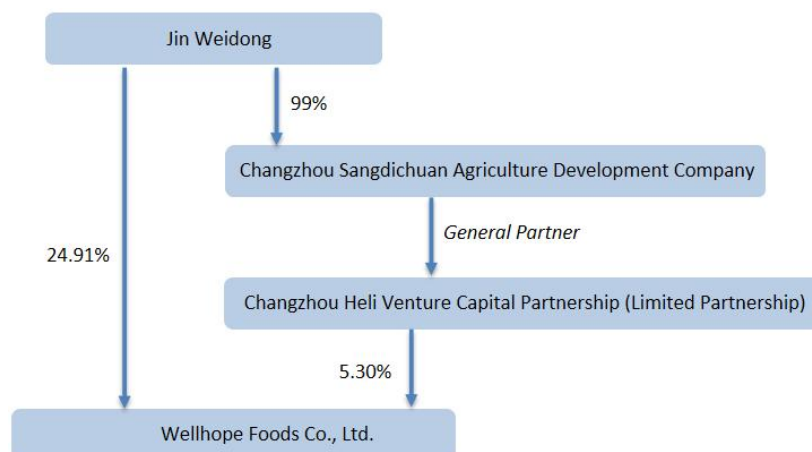 Jin Weidong
99%
Changzhou Sangdichuan Agriculture Development Company
General Partner
24.91%
Changzhou Heli Venture Capital Partnership (Limited Partnership)
5.30%
Wellhope Foods Co., Ltd.